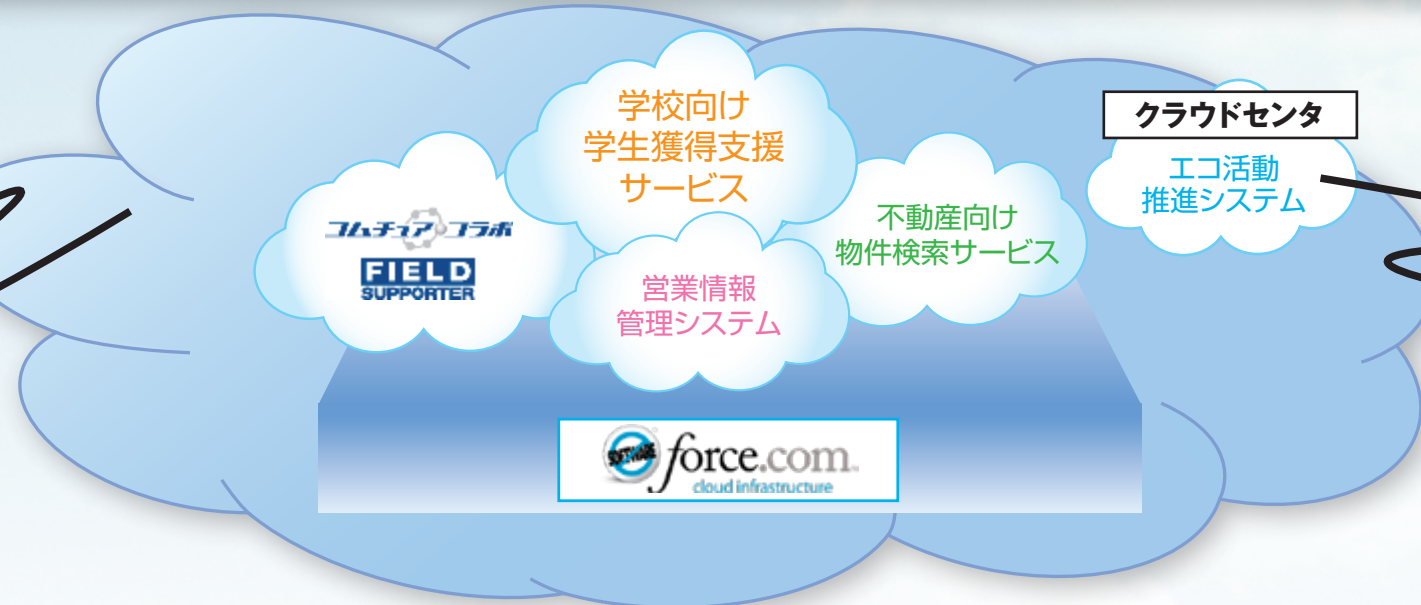 学校向け
学生獲得支援
サービス
クラウドセンタ
エコ活動
推進システム
コムチュア コラボ
FIELD
SUPPORTER
不動産向け
物件検索サービス
営業情報
管理システム
SOFTWARE
force.com
cloud infrastructure